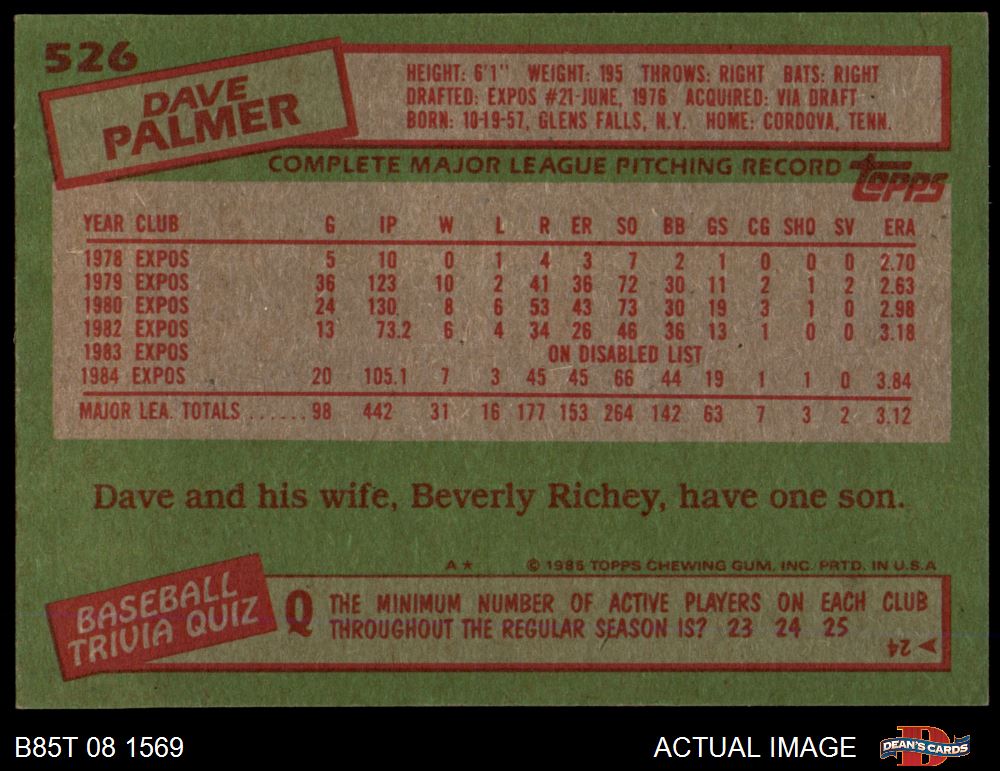 526
DAVE
PALMER
HEIGHT: 6'1" WEIGHT: 195 THROWS: RIGHT BATS: RIGHT
DRAFTED: EXPOS #21-JUNE, 1976 ACQUIRED: VIA DRAFT
BORN: 10-19-57, GLENS FALLS, N.Y. HOME: CORDOVA, TENN.
COMPLETE MAJOR LEAGUE PITCHING RECORD
TOPPS
YEAR CLUB G IP W L R ER SO BB GS CG SHO SV ERA
1978 EXPOS 5 10 0 1 4 3 7 2 1 0 0 0 2.70
1979 EXPOS 36 123 10 2 41 36 72 30 11 2 1 2 2.63
1980 EXPOS 24 130 8 6 53 43 73 30 19 3 1 0 2.98
1982 EXPOS 13 73.2 6 4 34 26 46 36 13 1 0 0 3.18
1983 EXPOS ON DISABLED LIST
1984 EXPOS 20 105.1 7 3 45 45 66 44 19 1 1 0 3.84
MAJOR LEA. TOTALS ...... 98 442 31 16 177 153 264 142 63 7 3 2 3.12
Dave and his wife, Beverly Richey, have one son.
A★ © 1985 TOPPS CHEWING GUM, INC. PRTD. IN U.S.A
BASEBALL
TRIVIA QUIZ
Q THE MINIMUM NUMBER OF ACTIVE PLAYERS ON EACH CLUB
THROUGHOUT THE REGULAR SEASON IS? 23 24 25
24
B85T 08 1569
ACTUAL IMAGE
DEAN'S CARDS